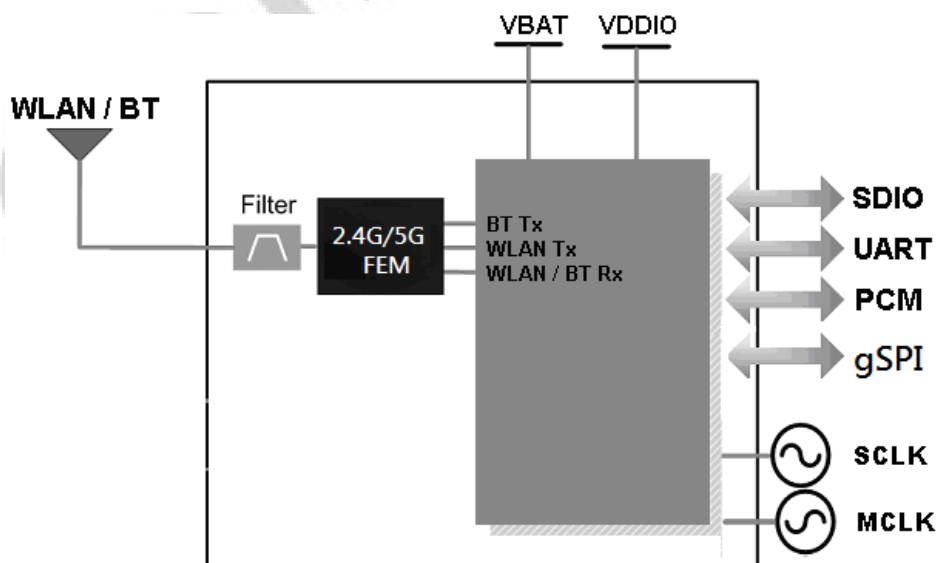 VBAT VDDIO
WLAN / BT
Filter
2.4G/5G
FEM
BT Tx
WLAN Tx
WLAN / BT Rx
SDIO
UART
PCM
gSPI
SCLK
MCLK